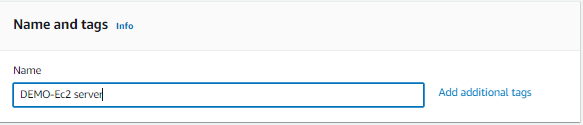 Name and tags Info
Name
DEMO-Ec2 server
Add additional tags